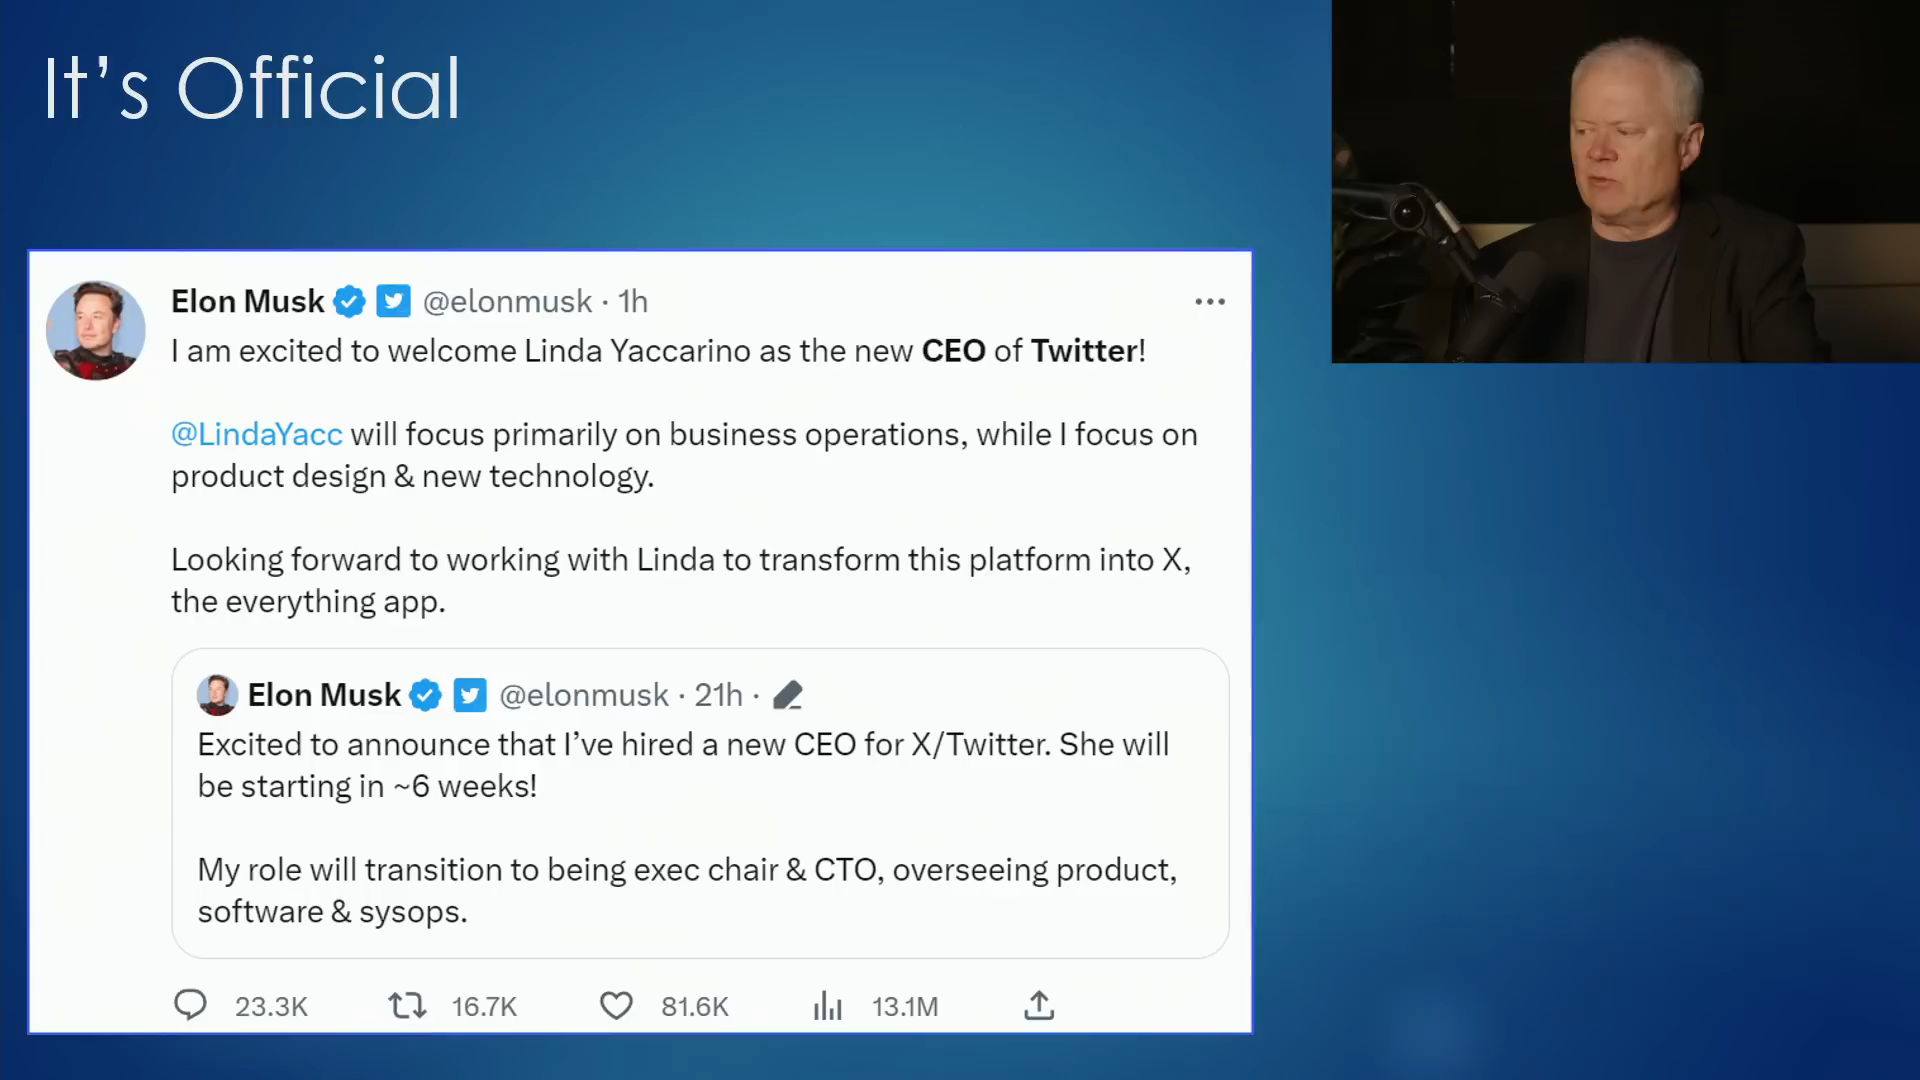 It’s Official
Elon Musk @elonmusk · 1h
I am excited to welcome Linda Yaccarino as the new CEO of Twitter!
@LindaYacc will focus primarily on business operations, while I focus on
product design & new technology.
Looking forward to working with Linda to transform this platform into X,
the everything app.
Elon Musk @elonmusk · 21h ·
Excited to announce that I’ve hired a new CEO for X/Twitter. She will
be starting in ~6 weeks!
My role will transition to being exec chair & CTO, overseeing product,
software & sysops.
23.3K 16.7K 81.6K 13.1M